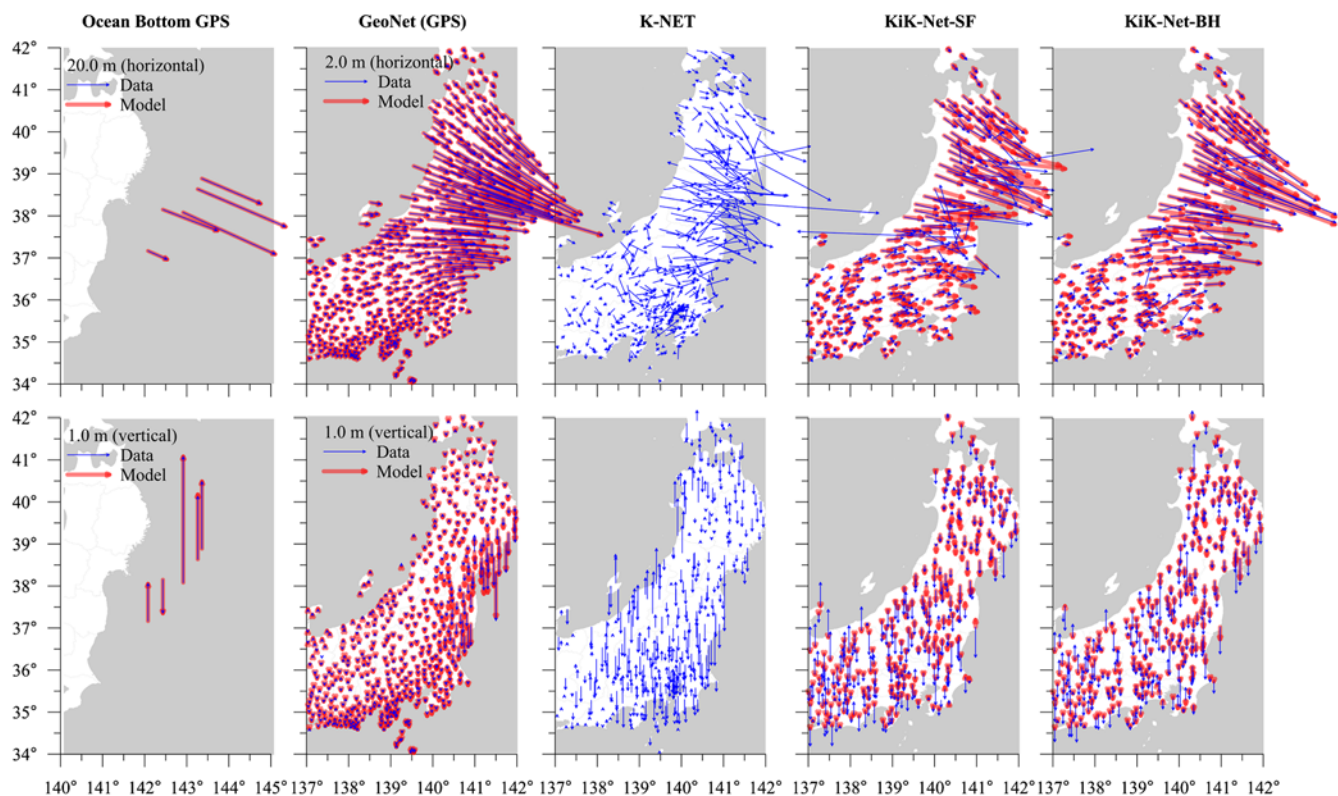 Ocean Bottom GPS GeoNet (GPS) K-NET KiK-Net-SF KiK-Net-BH
42°
20.0 m (horizontal) 2.0 m (horizontal)
Data Data
41°
Model Model
40°
39°
38°
37°
36°
35°
34°
42°
1.0 m (vertical) 1.0 m (vertical)
Data Data
41°
Model Model
40°
39°
38°
37°
36°
35°
34°
140° 141° 142° 143° 144° 145° 137° 138° 139° 140° 141° 142° 137° 138° 139° 140° 141° 142° 137° 138° 139° 140° 141° 142° 137° 138° 139° 140° 141° 142°